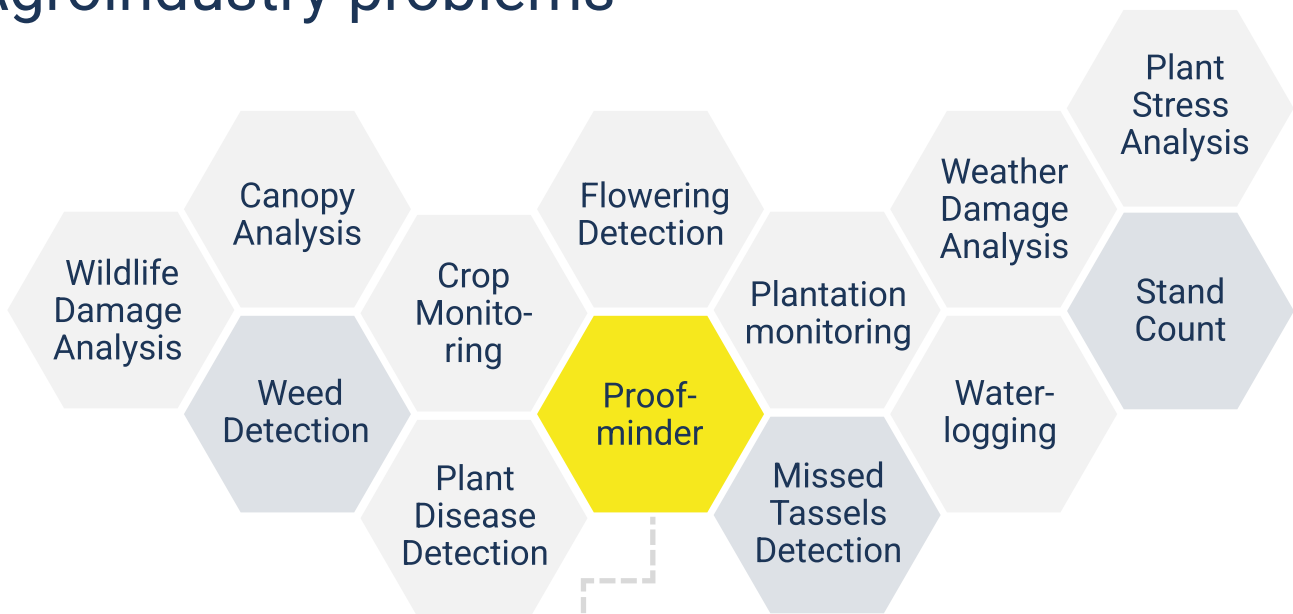 Agroindustry problems
Plant
Stress
Analysis
Canopy
Analysis
Flowering
Detection
Weather
Damage
Analysis
Wildlife
Damage
Analysis
Crop
Monito-
ring
Plantation
monitoring
Stand
Count
Weed
Detection
Proof-
minder
Water-
logging
Plant
Disease
Detection
Missed
Tassels
Detection